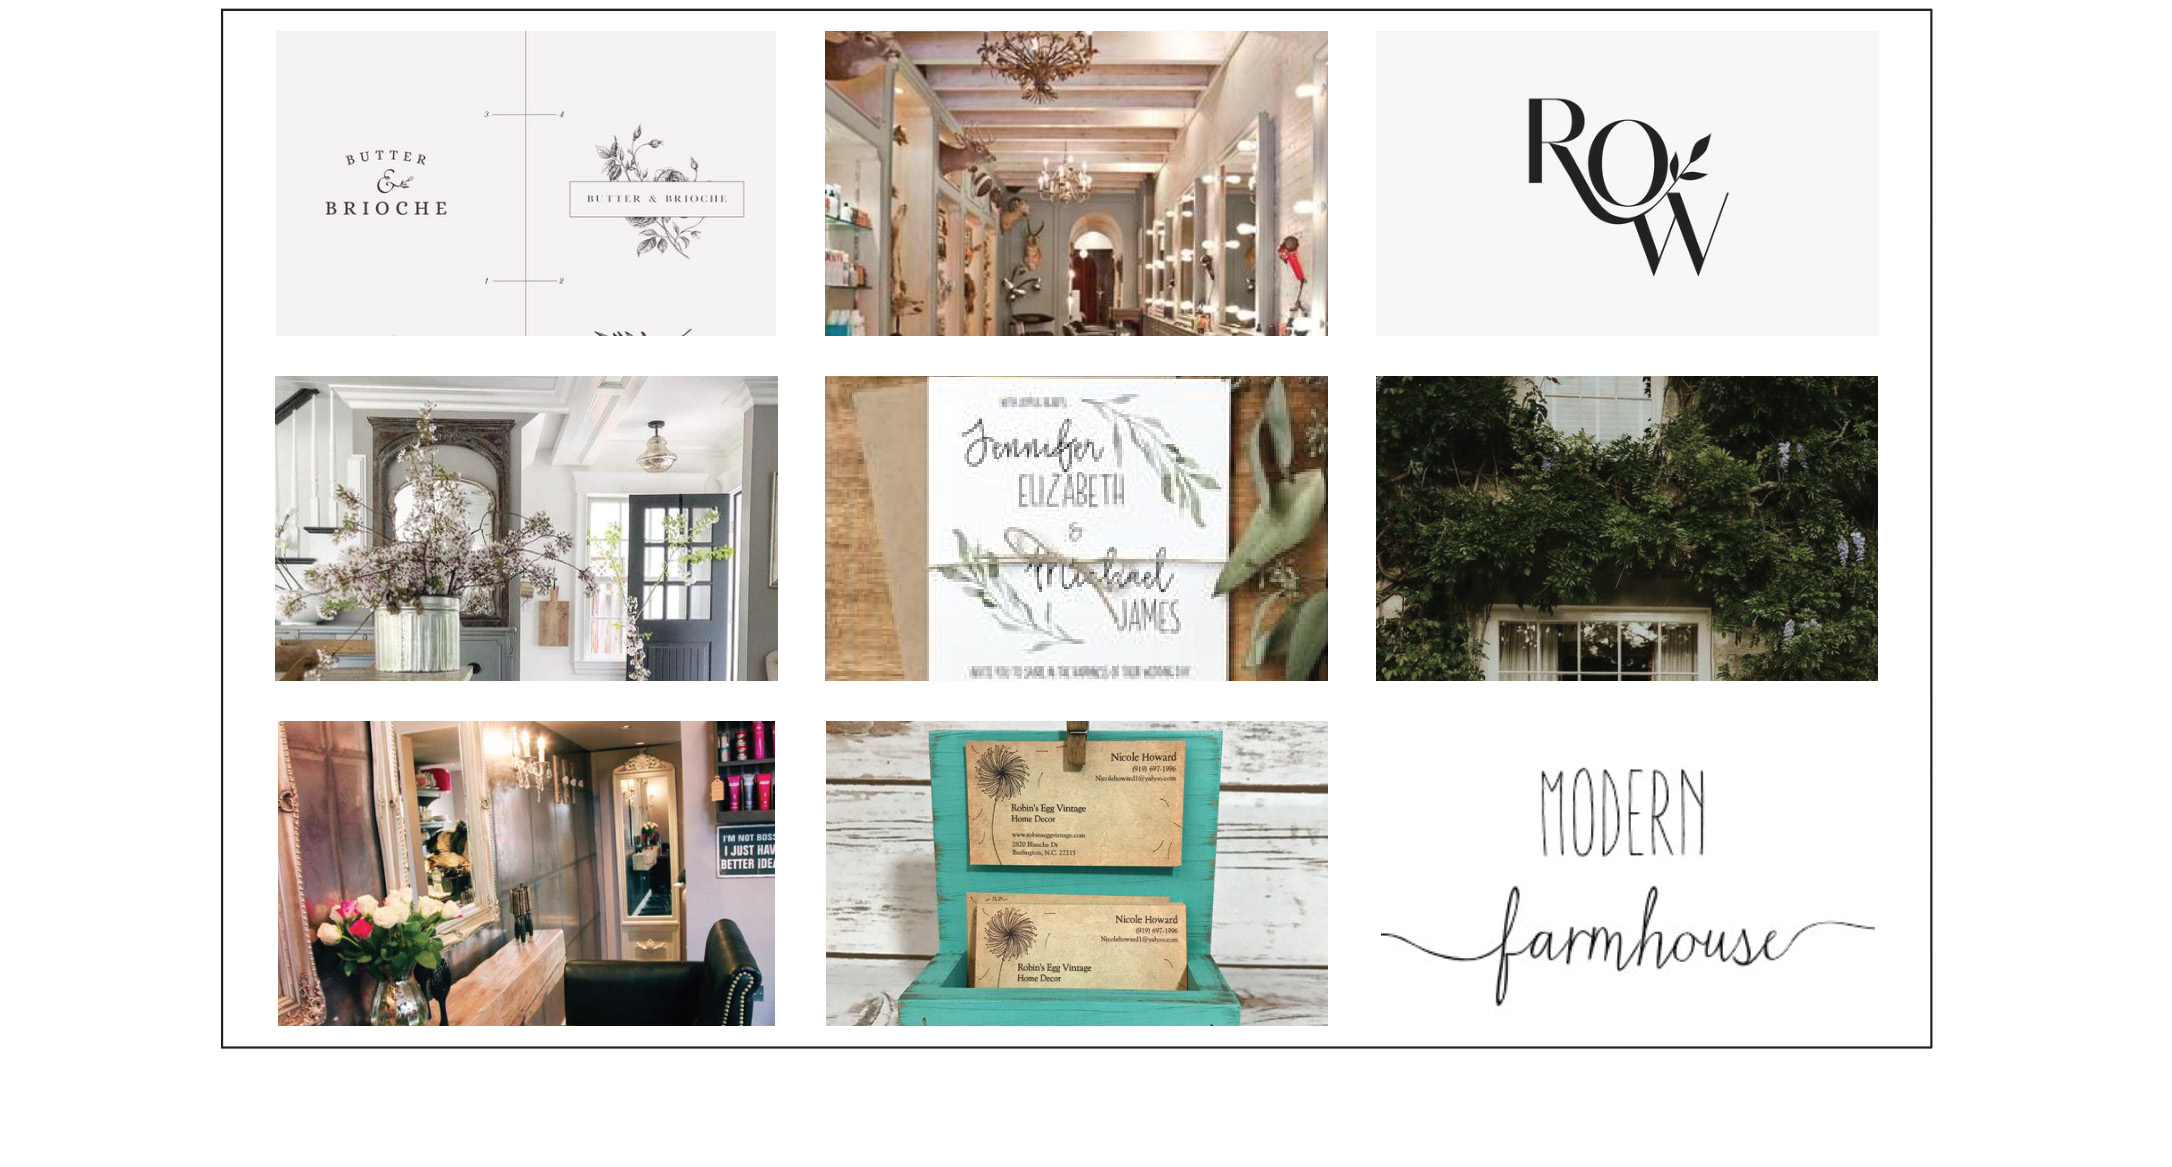 3 4
BUTTER
&
BRIOCHE
BUTTER & BRIOCHE
1 2
ROW
WITH JOYFUL HEARTS
Jennifer
ELIZABETH
&
Michael
JAMES
INVITE YOU TO SHARE IN THE HAPPINESS OF THEIR WEDDING DAY
I'M NOT BOSS
I JUST HAV
BETTER IDEA
Nicole Howard
(919) 697-1996
Nicolehoward1@yahoo.com
Robin's Egg Vintage
Home Decor
www.robinseggvintage.com
2820 Blanche Dr
Burlington, N.C. 27215
Nicole Howard
(919) 697-1996
Nicolehoward1@yahoo.com
Robin's Egg Vintage
Home Decor
MODERN
farmhouse